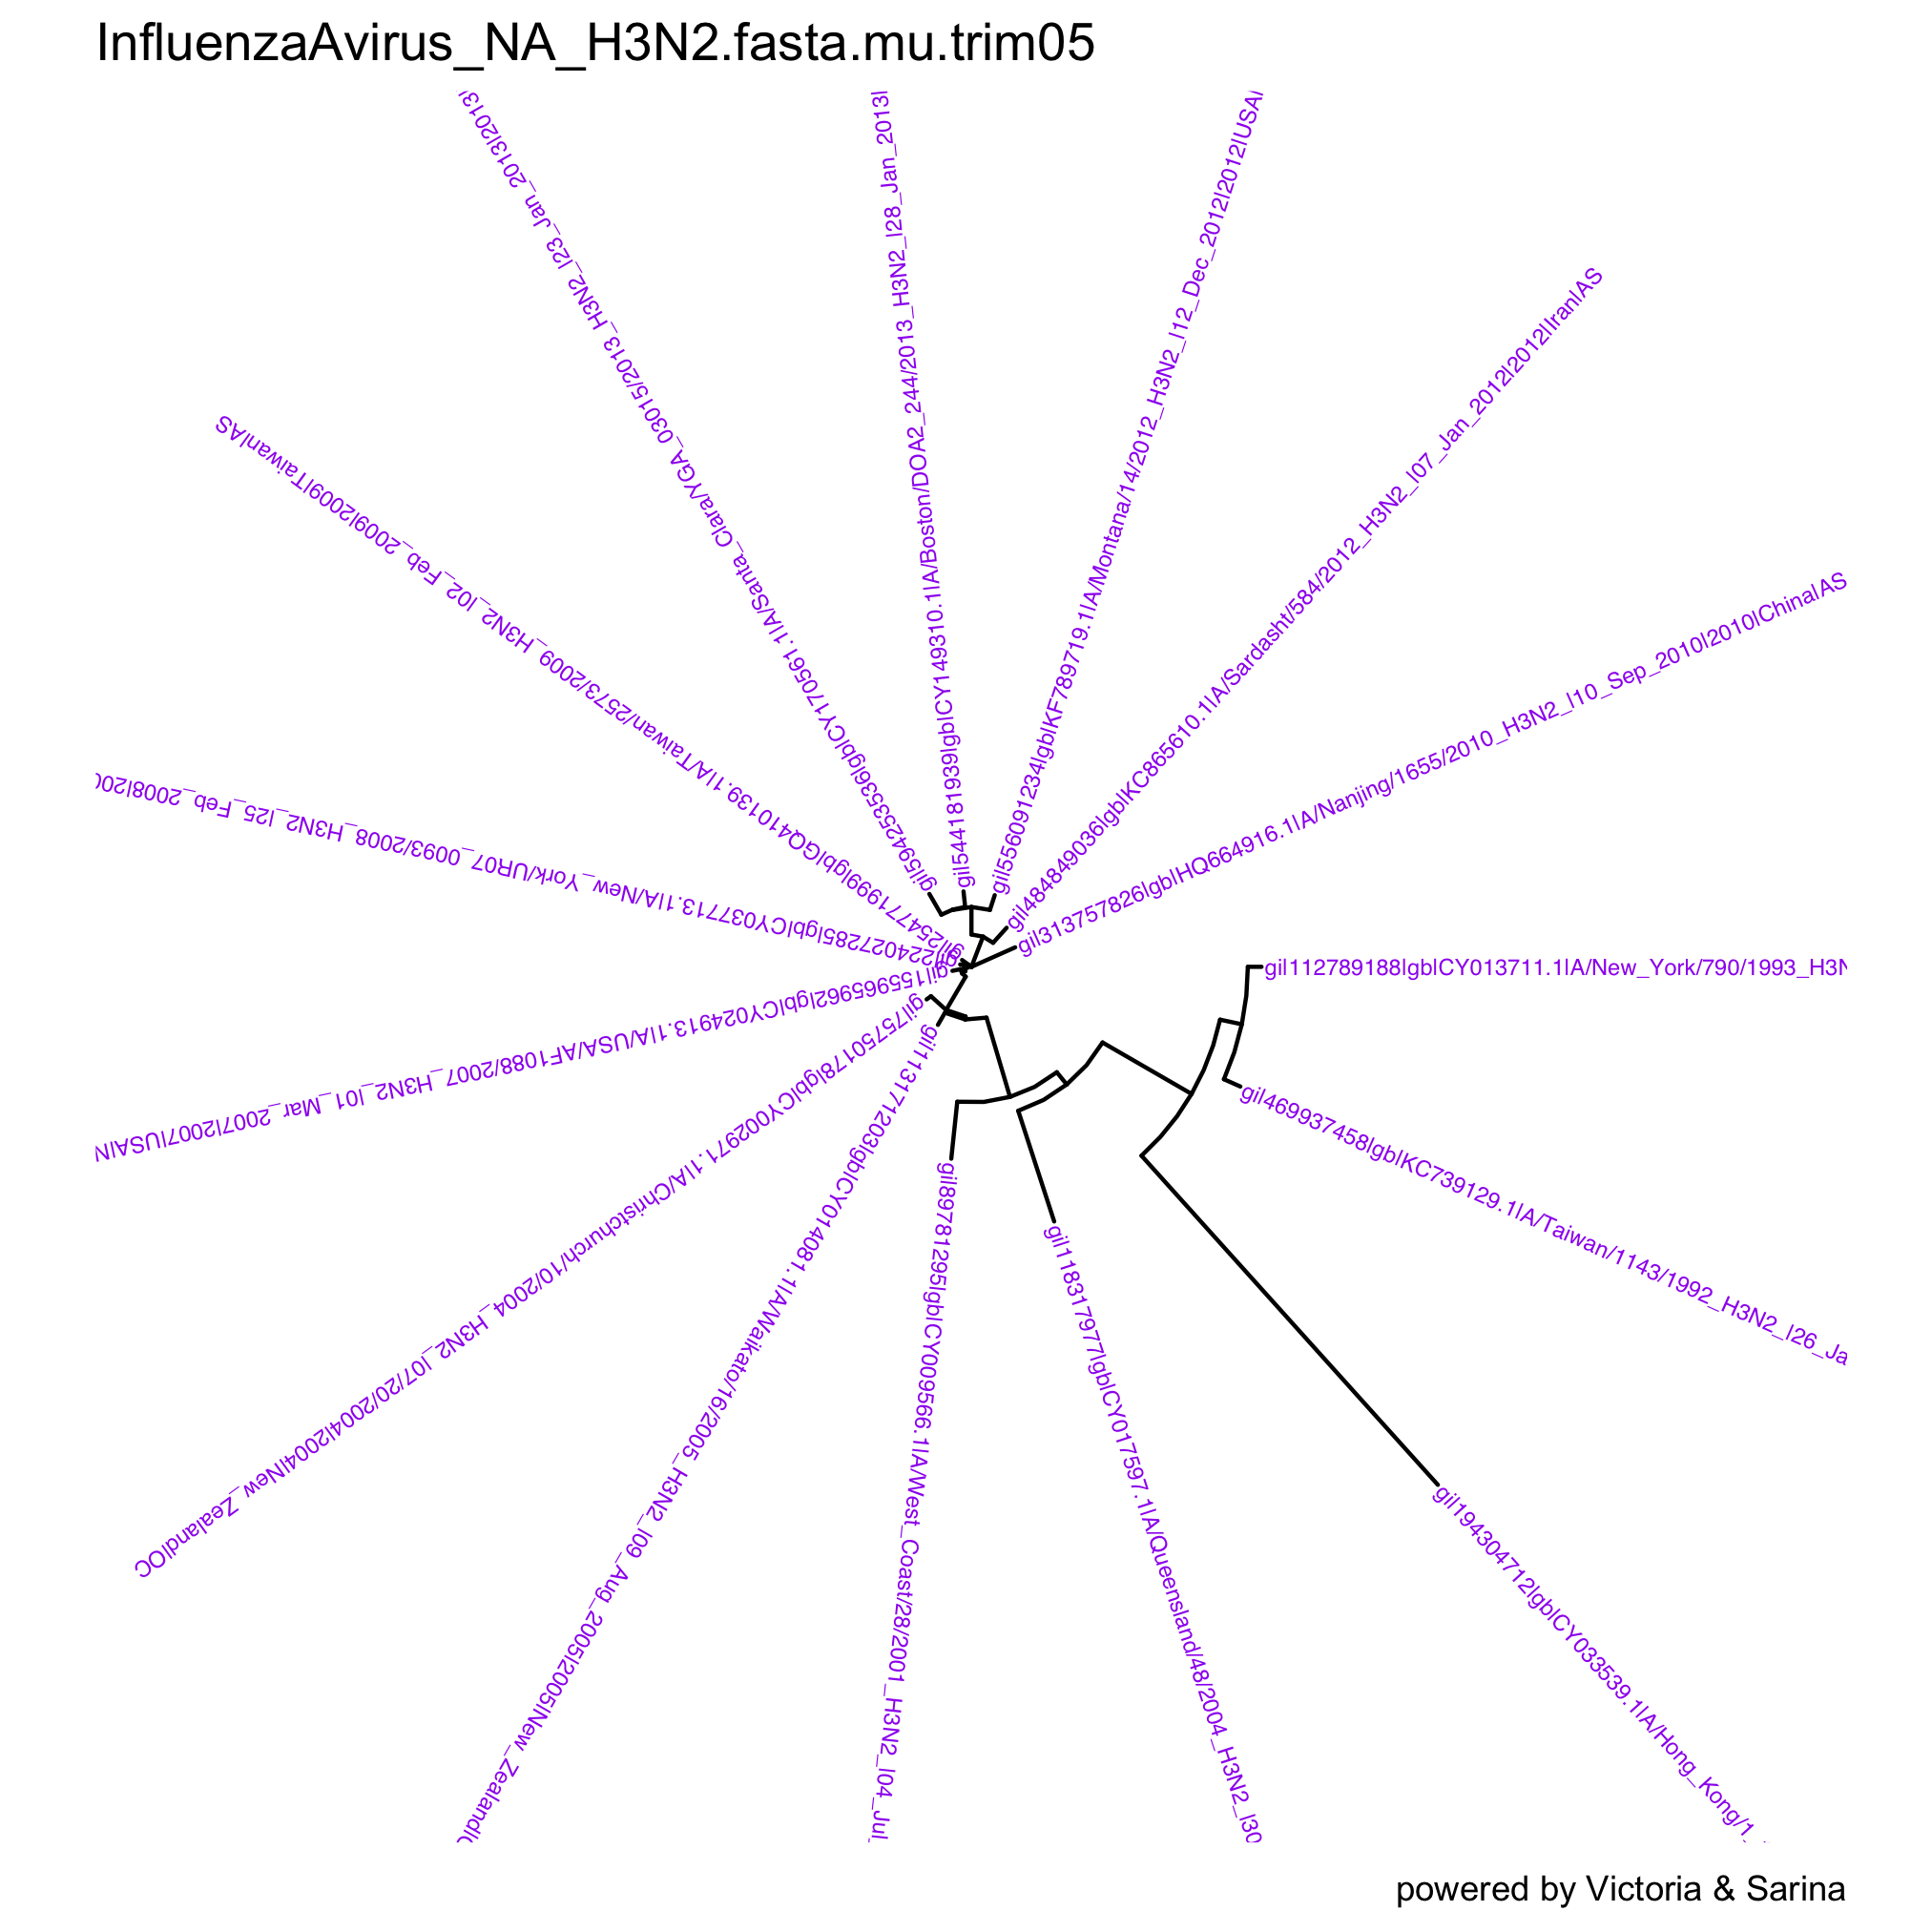 InfluenzaAvirus_NA_H3N2.fasta.mu.trim05
gi|594253536|gb|CY170561.1|A/Santa_Clara/YGA_03015/2013_H3N2_|23_Jan_2013|2013|
gi|544181939|gb|CY149310.1|A/Boston/DOA2_244/2013_H3N2_|28_Jan_2013|
gi|556091234|gb|KF789719.1|A/Montana/14/2012_H3N2_|12_Dec_2012|2012|USA|
gi|484849036|gb|KC865610.1|A/Sardasht/584/2012_H3N2_|07_Jan_2012|2012|Iran|AS
gi|313757826|gb|HQ664916.1|A/Nanjing/1655/2010_H3N2_|10_Sep_2010|2010|China|AS
gi|254771999|gb|GQ410139.1|A/Taiwan/2573/2009_H3N2_|02_Feb_2009|2009|Taiwan|AS
gi|224027285|gb|CY037713.1|A/New_York/UR07_0093/2008_H3N2_|25_Feb_2008|200
gi|155965962|gb|CY024913.1|A/USA/AF1088/2007_H3N2_|01_Mar_2007|2007|USA|N
gi|75750178|gb|CY002971.1|A/Christchurch/10/2004_H3N2_|07/20/2004|2004|New_Zealand|OC
gi|113171203|gb|CY014081.1|A/Waikato/16/2005_H3N2_|09_Aug_2005|2005|New_Zealand|O
gi|89781295|gb|CY009566.1|A/West_Coast/28/2001_H3N2_|04_Jul_
gi|118317977|gb|CY017597.1|A/Queensland/48/2004_H3N2_|30
gi|194304712|gb|CY033539.1|A/Hong_Kong/1_
gi|469937458|gb|KC739129.1|A/Taiwan/1143/1992_H3N2_|26_Ja
gi|112789188|gb|CY013711.1|A/New_York/790/1993_H3N
powered by Victoria & Sarina